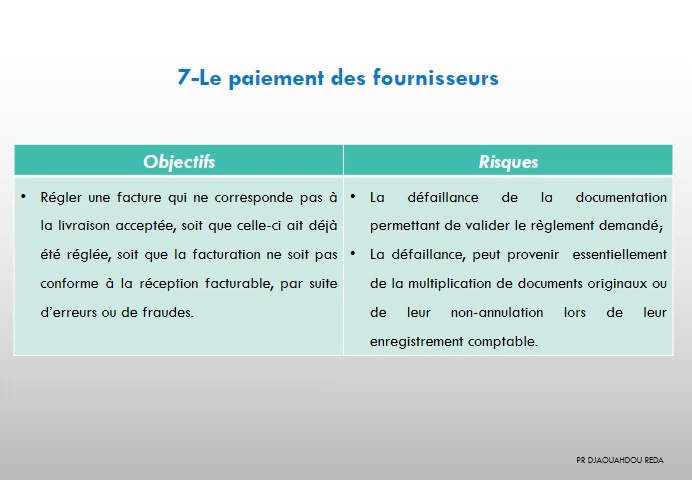 7-Le paiement des fournisseurs
Objectifs
Risques
• Régler une facture qui ne corresponde pas à
la livraison acceptée, soit que celle-ci ait déjà
été réglée, soit que la facturation ne soit pas
conforme à la réception facturable, par suite
d'erreurs ou de fraudes.
• La défaillance de la documentation
permettant de valider le règlement demandé;
• La défaillance, peut provenir essentiellement
de la multiplication de documents originaux ou
de leur non-annulation lors de leur
enregistrement comptable.
PR DJAOUAHDOU REDA